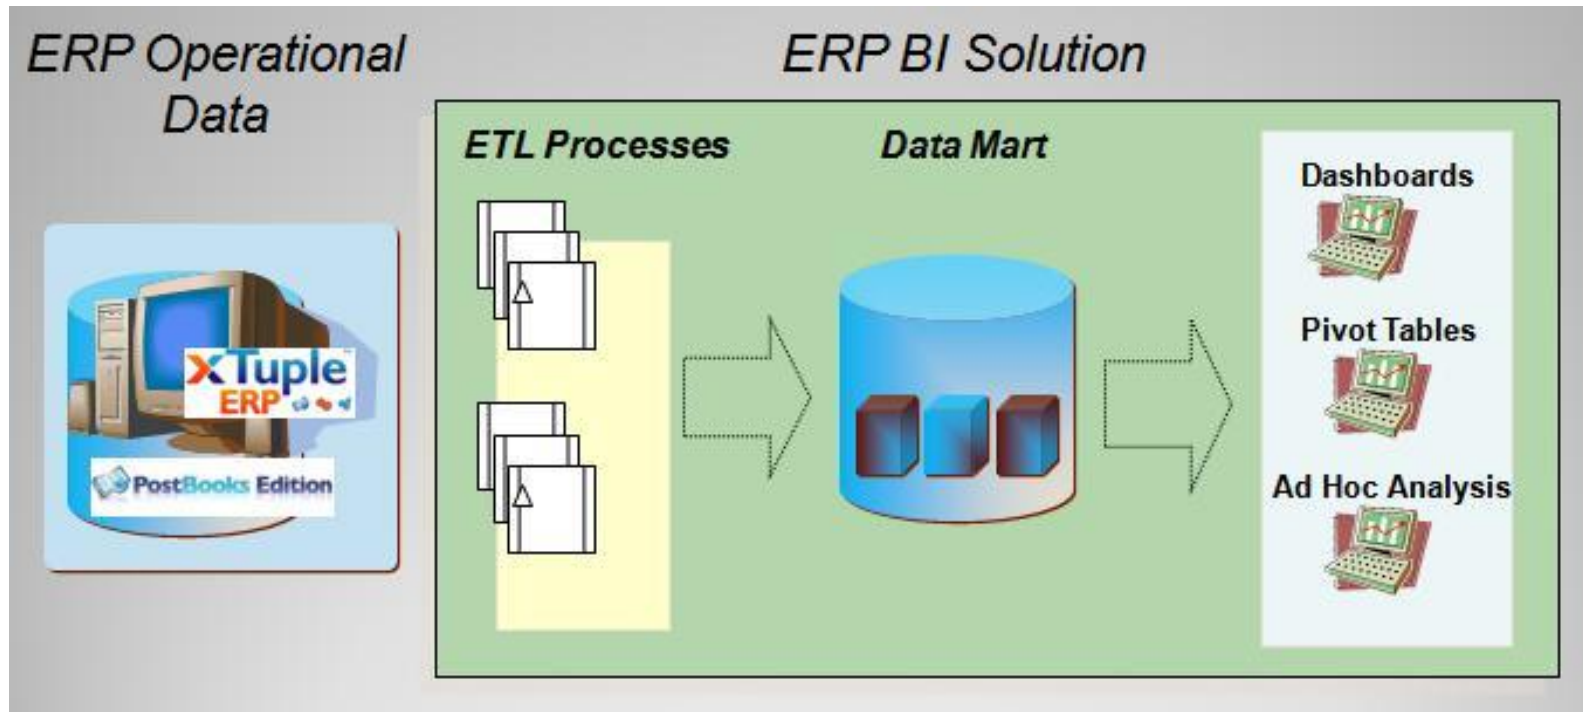 ERP Operational
Data
ERP BI Solution
ETL Processes
Data Mart
xTuple™
ERP
PostBooks Edition
Dashboards
Pivot Tables
Ad Hoc Analysis